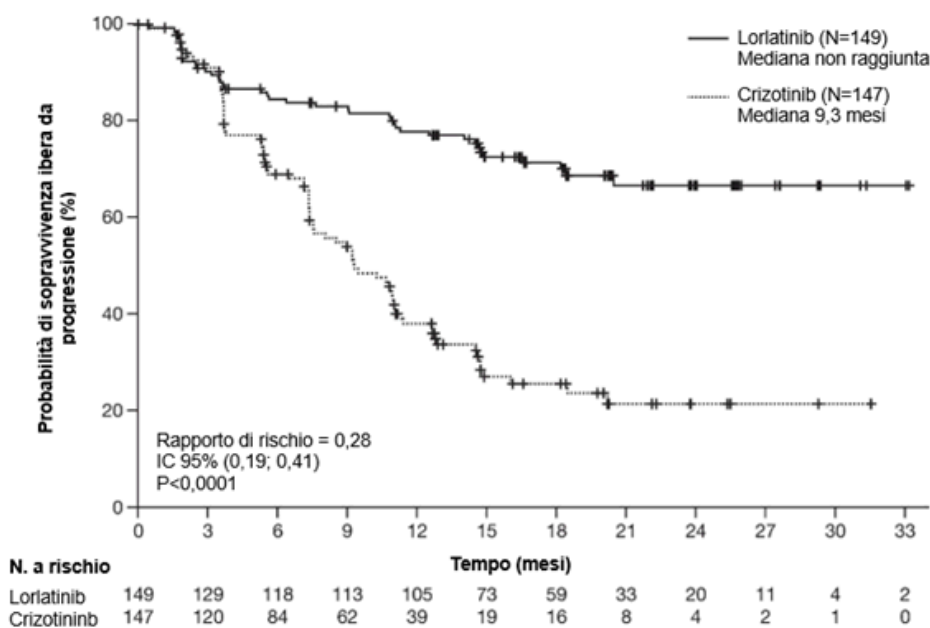 Lorlatinib (N=149)
Mediana non raggiunta
Crizotinib (N=147)
Mediana 9,3 mesi
Probabilità di sopravvivenza ibera da
progressione (%)
100
80
60
40
20
0
Rapporto di rischio = 0,28
IC 95% (0,19; 0,41)
P<0,0001
0 3 6 9 12 15 18 21 24 27 30 33
Tempo (mesi)
N. a rischio
Lorlatinib 149 129 118 113 105 73 59 33 20 11 4 2
Crizotininb 147 120 84 62 39 19 16 8 4 2 1 0